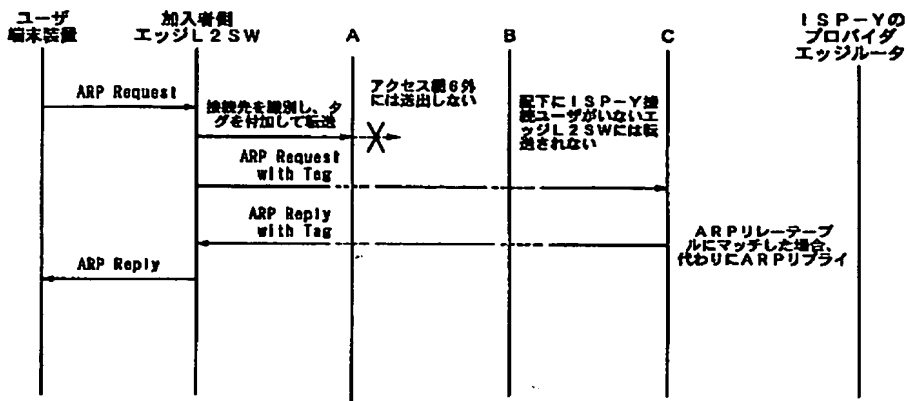 ユーザ
端末装置
加入者側
エッジL2SW
A
B
C
ISP-Yの
プロバイダ
エッジルータ
ARP Request
接続先を識別し、タ
グを付加して転送
アクセス網6外
には送出しない
配下にISP-Y接
続ユーザがいないエ
ッジL2SWには転
送されない
ARP Request
with Tag
ARP Reply
with Tag
ARPリレーテーブ
ルにマッチした場合、
代わりにARPリプライ
ARP Reply